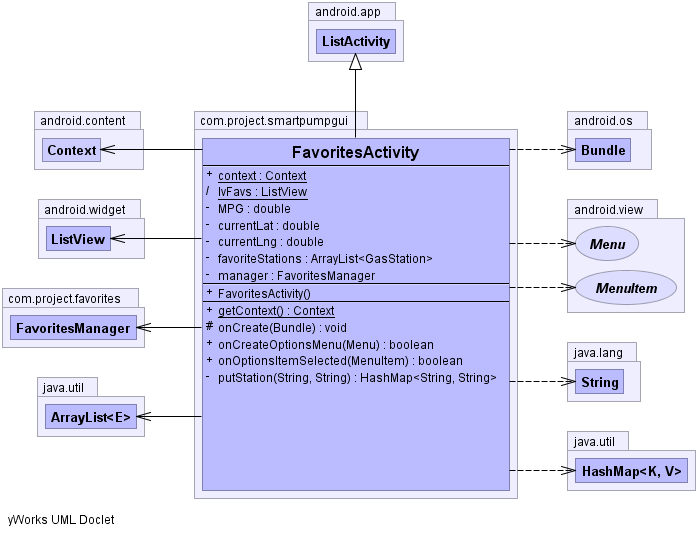 android.app
ListActivity
android.content
Context
android.widget
ListView
com.project.favorites
FavoritesManager
java.util
ArrayList<E>
com.project.smartpumpgui
FavoritesActivity
+ context : Context
/ lvFavs : ListView
- MPG : double
- currentLat : double
- currentLng : double
- favoriteStations : ArrayList<GasStation>
- manager : FavoritesManager
+ FavoritesActivity()
+ getContext() : Context
# onCreate(Bundle) : void
+ onCreateOptionsMenu(Menu) : boolean
+ onOptionsItemSelected(MenuItem) : boolean
- putStation(String, String) : HashMap<String, String>
android.os
Bundle
android.view
Menu
MenuItem
java.lang
String
java.util
HashMap<K, V>
yWorks UML Doclet